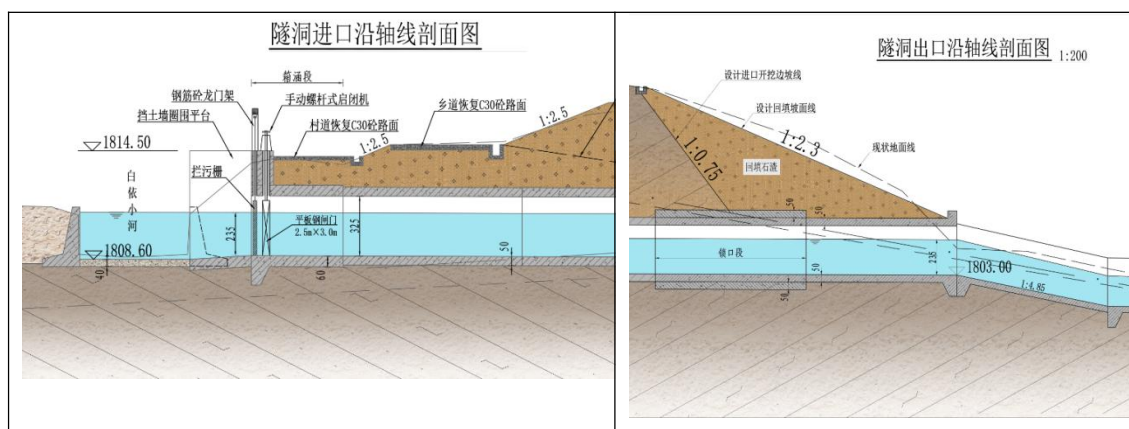 隧洞进口沿轴线剖面图
箱涵段
钢筋砼龙门架
手动螺杆式启闭机
挡土墙圈围平台
乡道恢复C30砼路面
村道恢复C30砼路面
1:2.5
1:2.5
1814.50
拦污栅
白依小河
平板钢闸门
2.5m×3.0m
235
325
1808.60
40
60
50
隧洞出口沿轴线剖面图 1:200
设计进口开挖边坡线
设计回填坡面线
现状地面线
1:2.3
1:0.75
回填石渣
50
50
锁口段
235
1803.00
50
50
1:4.85